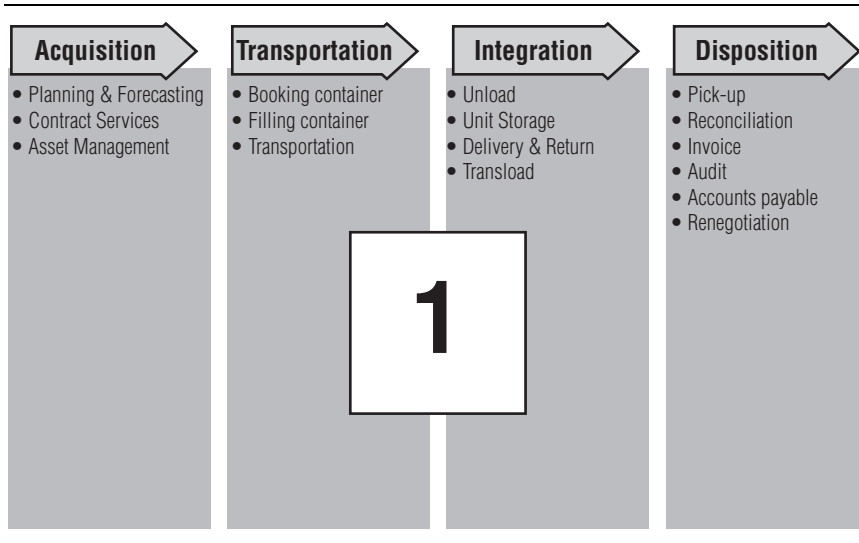 Acquisition
• Planning & Forecasting
• Contract Services
• Asset Management
Transportation
• Booking container
• Filling container
• Transportation
Integration
• Unload
• Unit Storage
• Delivery & Return
• Transload
Disposition
• Pick-up
• Reconciliation
• Invoice
• Audit
• Accounts payable
• Renegotiation
1